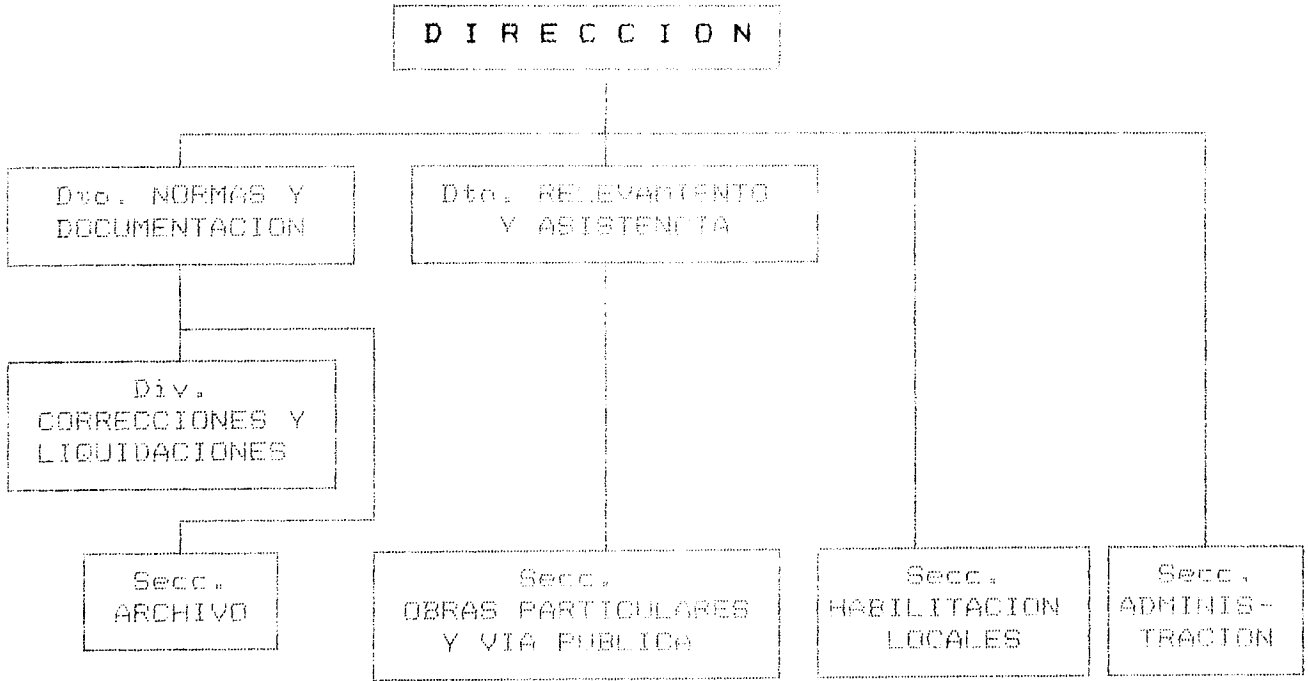 D I R E C C I O N
Dto. NORMAS Y
DOCUMENTACION
Dto. RELEVAMIENTO
Y ASISTENCIA
Div.
CORRECCIONES Y
LIQUIDACIONES
Secc.
ARCHIVO
Secc.
OBRAS PARTICULARES
Y VIA PUBLICA
Secc.
HABILITACION
LOCALES
Secc.
ADMINIS-
TRACION